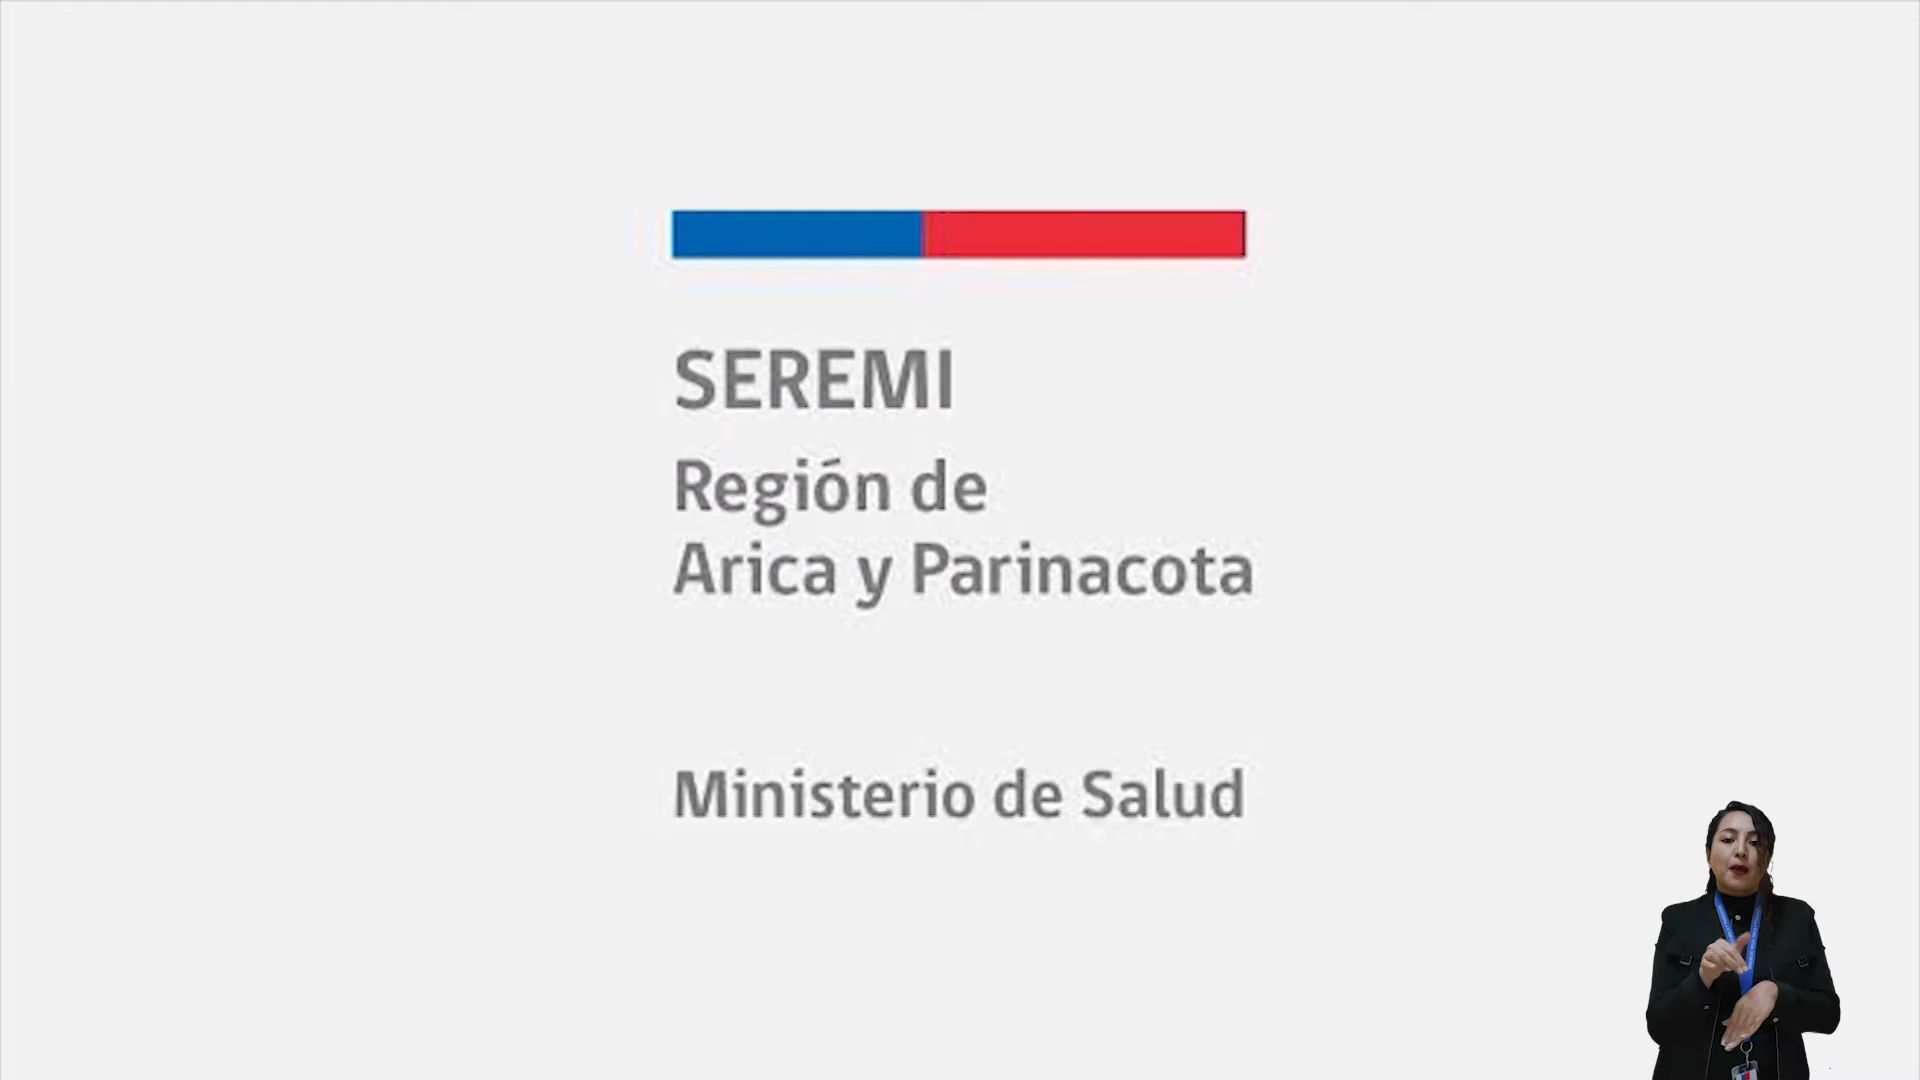 SEREMI
Región de
Arica y Parinacota
Ministerio de Salud